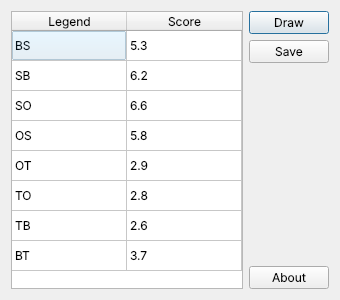 Legend Score Draw
Save
BS 5.3
SB 6.2
SO 6.6
OS 5.8
OT 2.9
TO 2.8
TB 2.6
BT 3.7
About